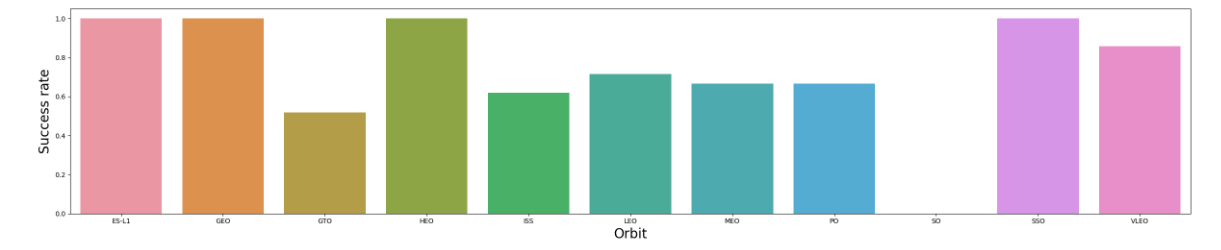 Success rate
1.0
0.8
0.6
0.4
0.2
0.0
ES-L1 GEO GTO HEO ISS LEO MEO PO SO SSO VLEO
Orbit